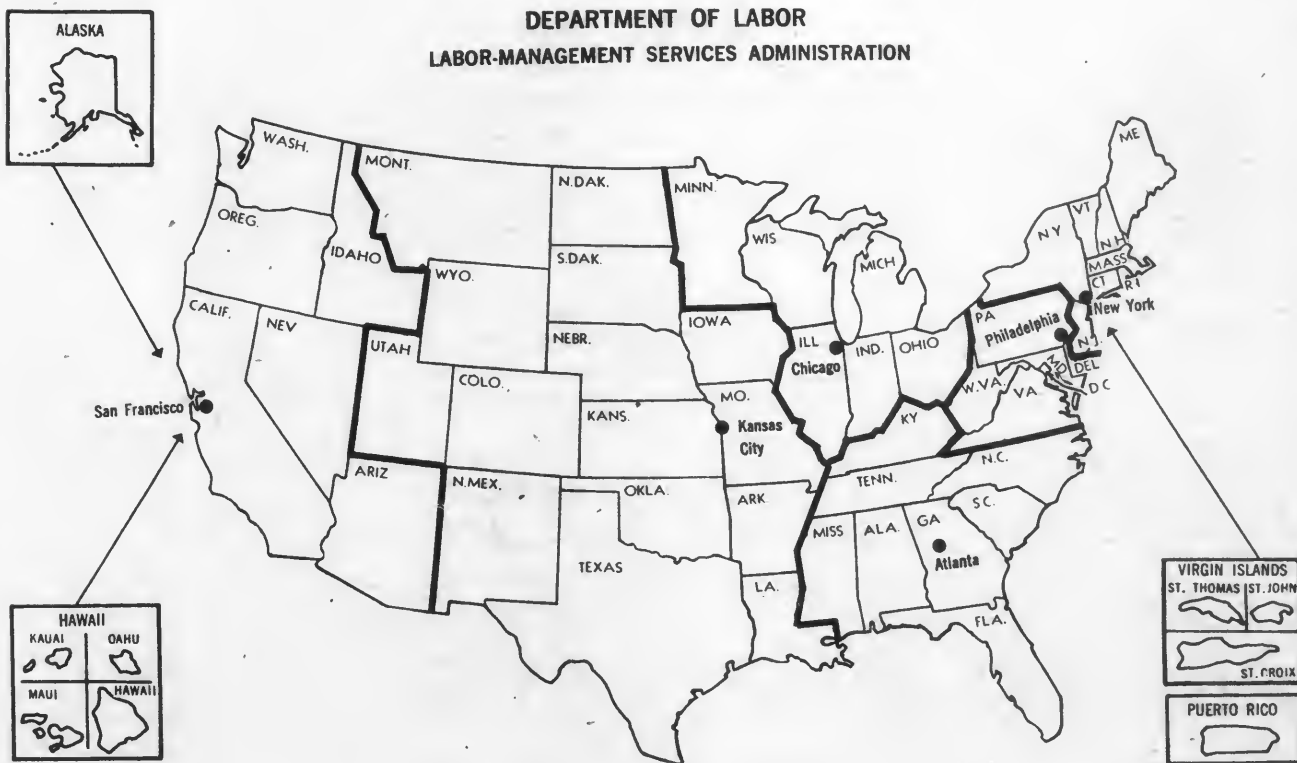 DEPARTMENT OF LABOR
LABOR-MANAGEMENT SERVICES ADMINISTRATION
ALASKA
WASH.
MONT.
N.DAK.
MINN.
ME
OREG.
IDAHO
S.DAK.
WIS
MICH
NY
VT
N.H
MASS
CT
R I
WYO.
CALIF.
NEV
UTAH
NEBR.
IOWA
ILL
IND.
OHIO
PA
New York
Philadelphia
N.J.
Chicago
COLO.
KANS.
MO.
W.VA.
VA.
MD
DEL
D C
San Francisco
Kansas
City
KY
ARIZ
N.MEX.
OKLA.
ARK
TENN.
N.C.
S.C.
TEXAS
LA.
MISS
ALA.
GA
Atlanta
FLA.
HAWAII
KAUAI
OAHU
MAUI
HAWAII
VIRGIN ISLANDS
ST. THOMAS
ST. JOHN
ST. CROIX
PUERTO RICO